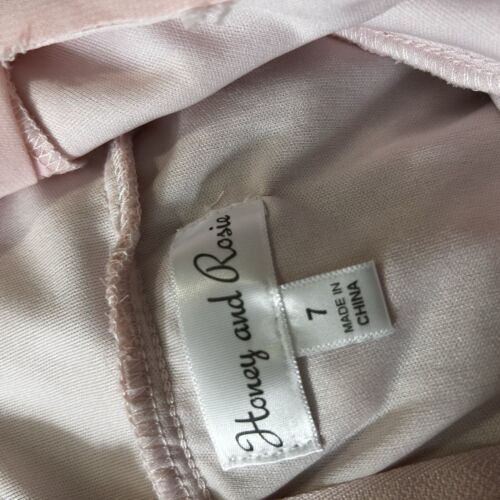 Honey and Rosie
7
MADE IN
CHINA